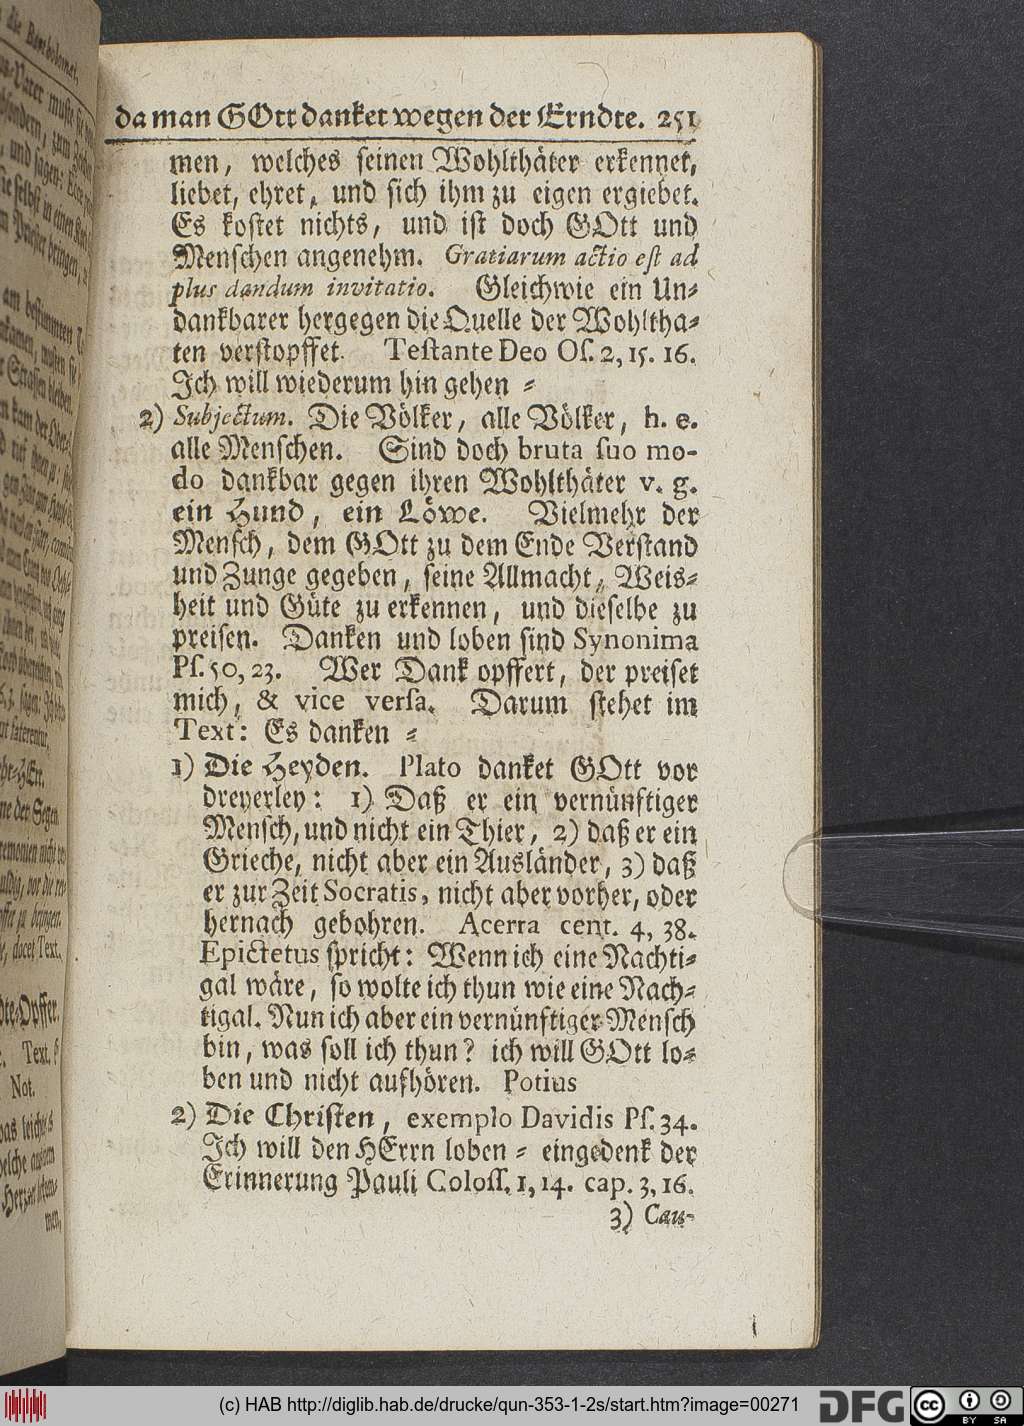 da man GOtt danket wegen der Erndte. 251
men, welches seinen Wohlthäter erkennet,
liebet, ehret, und sich ihm zu eigen ergiebet.
Es kostet nichts, und ist doch GOtt und
Menschen angenehm. Gratiarum actio est ad
plus dandum invitatio. Gleichwie ein Un-
dankbarer hergegen die Quelle der Wohltha-
ten verstopffet. Testante Deo Oſ. 2, 15. 16.
Ich will wiederum hin gehen -
2) Subjectum. Die Völker, alle Völker, h. e.
alle Menschen. Sind doch bruta ſuo mo-
do dankbar gegen ihren Wohlthäter v. g.
ein Hund, ein Löwe. Vielmehr der
Mensch, dem GOtt zu dem Ende Verstand
und Zunge gegeben, seine Allmacht, Weis-
heit und Güte zu erkennen, und dieselbe zu
preisen. Danken und loben sind Synonima
Pſ. 50, 23. Wer Dank opffert, der preiset
mich, & vice verſa. Darum stehet im
Text: Es danken -
1) Die Heyden. Plato danket GOtt vor
dreyerley: 1) Daß er ein vernünftiger
Mensch, und nicht ein Thier, 2) daß er ein
Grieche, nicht aber ein Ausländer, 3) daß
er zur Zeit Socratis, nicht aber vorher, oder
hernach gebohren. Acerra cent. 4, 38.
Epictetus spricht: Wenn ich eine Nachti-
gal wäre, so wolte ich thun wie eine Nach-
tigal. Nun ich aber ein vernünftiger Mensch
bin, was soll ich thun? ich will GOtt lo-
ben und nicht aufhören. Potius
2) Die Christen, exemplo Davidis Pſ. 34.
Ich will den HErrn loben - eingedenk der
Erinnerung Pauli Coloſſ. 1, 14. cap. 3, 16.
3) Cau-
(c) HAB http://diglib.hab.de/drucke/qun-353-1-2s/start.htm?image=00271
DFG
cc
BY SA